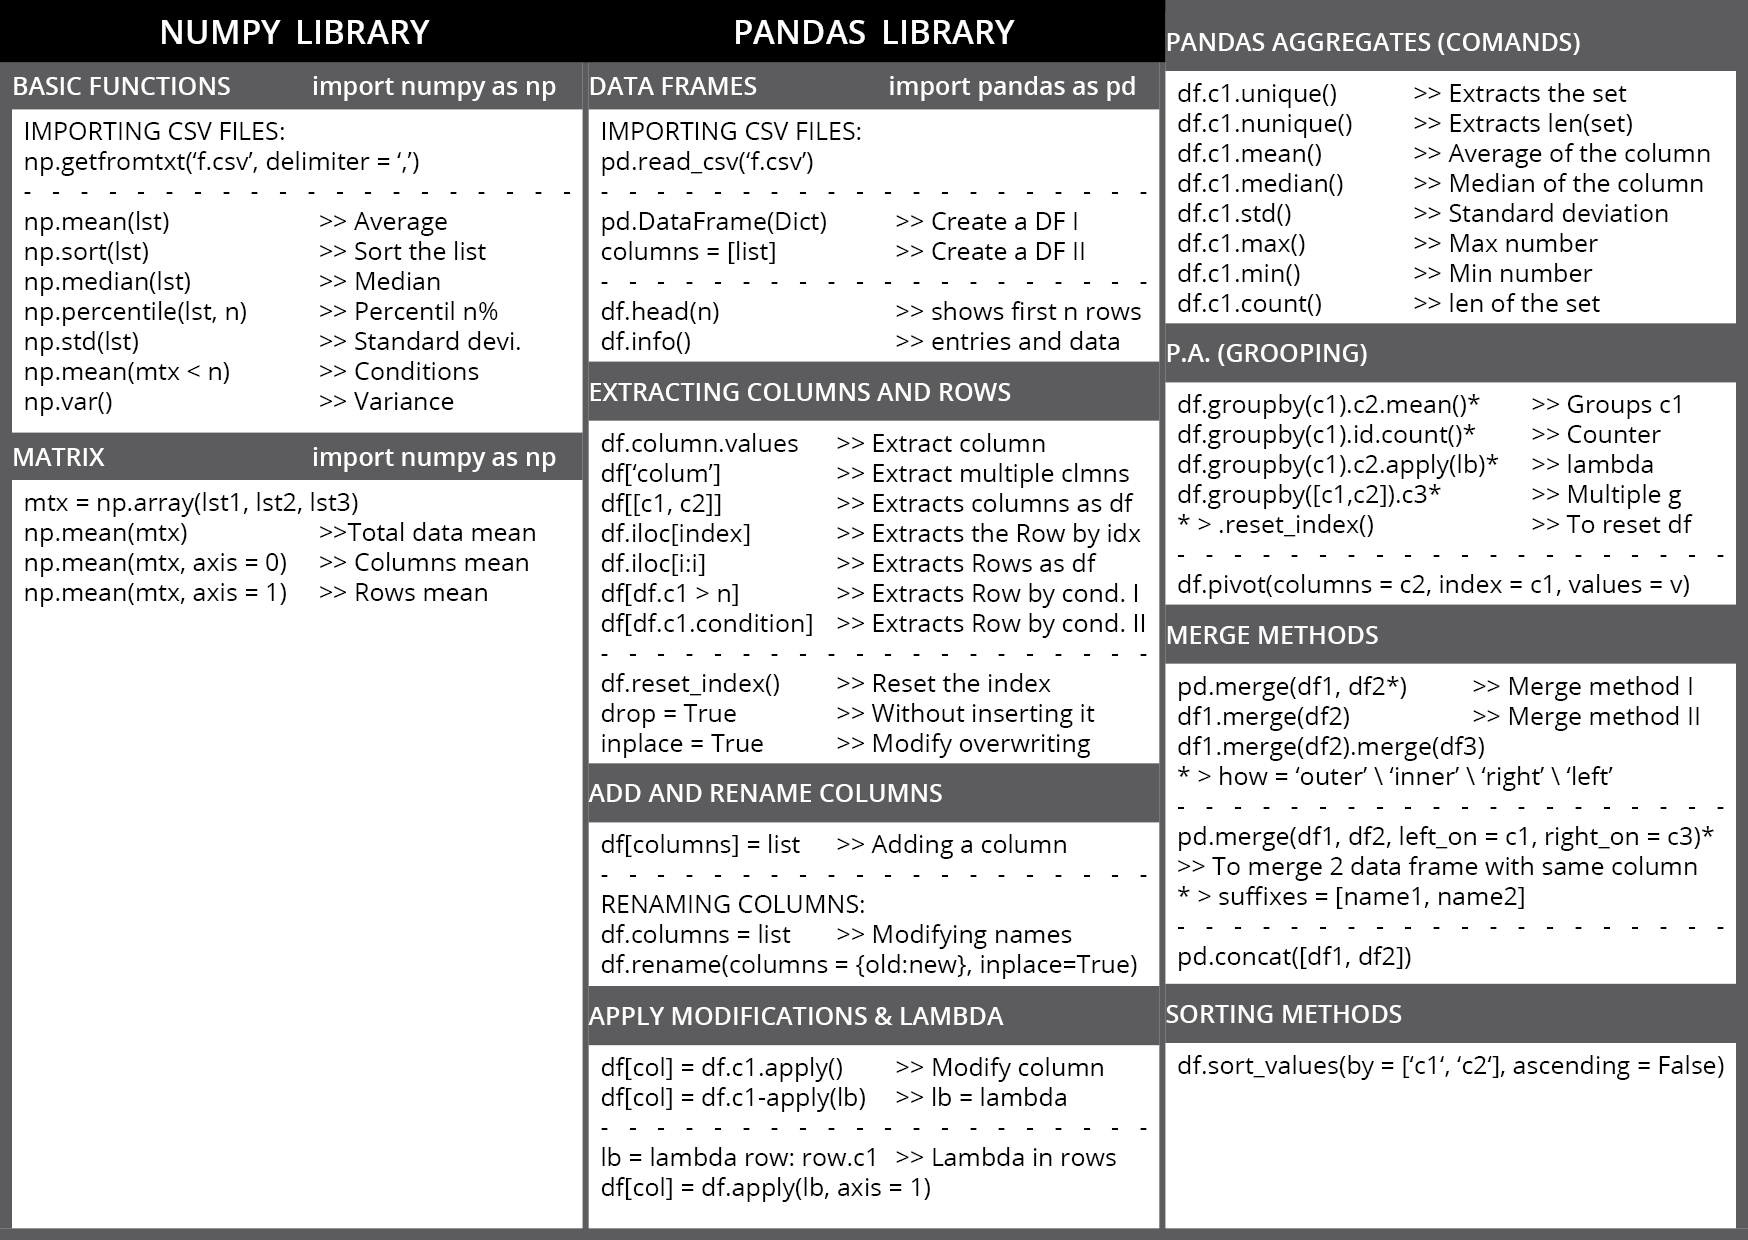 NUMPY LIBRARY
BASIC FUNCTIONS import numpy as np
IMPORTING CSV FILES:
np.getfromtxt(‘f.csv’, delimiter = ‘,’)
- - - - - - - - - - - - - - - - - - - -
np.mean(lst) >> Average
np.sort(lst) >> Sort the list
np.median(lst) >> Median
np.percentile(lst, n) >> Percentil n%
np.std(lst) >> Standard devi.
np.mean(mtx < n) >> Conditions
np.var() >> Variance
MATRIX import numpy as np
mtx = np.array(lst1, lst2, lst3)
np.mean(mtx) >>Total data mean
np.mean(mtx, axis = 0) >> Columns mean
np.mean(mtx, axis = 1) >> Rows mean
PANDAS LIBRARY
DATA FRAMES import pandas as pd
IMPORTING CSV FILES:
pd.read_csv(‘f.csv’)
- - - - - - - - - - - - - - - - - - - -
pd.DataFrame(Dict) >> Create a DF I
columns = [list] >> Create a DF II
- - - - - - - - - - - - - - - - - - - -
df.head(n) >> shows first n rows
df.info() >> entries and data
EXTRACTING COLUMNS AND ROWS
df.column.values >> Extract column
df[‘colum’] >> Extract multiple clmns
df[[c1, c2]] >> Extracts columns as df
df.iloc[index] >> Extracts the Row by idx
df.iloc[i:i] >> Extracts Rows as df
df[df.c1 > n] >> Extracts Row by cond. I
df[df.c1.condition] >> Extracts Row by cond. II
- - - - - - - - - - - - - - - - - - - -
df.reset_index() >> Reset the index
drop = True >> Without inserting it
inplace = True >> Modify overwriting
ADD AND RENAME COLUMNS
df[columns] = list >> Adding a column
- - - - - - - - - - - - - - - - - - - -
RENAMING COLUMNS:
df.columns = list >> Modifying names
df.rename(columns = {old:new}, inplace=True)
APPLY MODIFICATIONS & LAMBDA
df[col] = df.c1.apply() >> Modify column
df[col] = df.c1-apply(lb) >> lb = lambda
- - - - - - - - - - - - - - - - - - - -
lb = lambda row: row.c1 >> Lambda in rows
df[col] = df.apply(lb, axis = 1)
PANDAS AGGREGATES (COMANDS)
df.c1.unique() >> Extracts the set
df.c1.nunique() >> Extracts len(set)
df.c1.mean() >> Average of the column
df.c1.median() >> Median of the column
df.c1.std() >> Standard deviation
df.c1.max() >> Max number
df.c1.min() >> Min number
df.c1.count() >> len of the set
P.A. (GROOPING)
df.groupby(c1).c2.mean()* >> Groups c1
df.groupby(c1).id.count()* >> Counter
df.groupby(c1).c2.apply(lb)* >> lambda
df.groupby([c1,c2]).c3* >> Multiple g
* > .reset_index() >> To reset df
- - - - - - - - - - - - - - - - - - - -
df.pivot(columns = c2, index = c1, values = v)
MERGE METHODS
pd.merge(df1, df2*) >> Merge method I
df1.merge(df2) >> Merge method II
df1.merge(df2).merge(df3)
* > how = ‘outer’ \ ‘inner’ \ ‘right’ \ ‘left’
- - - - - - - - - - - - - - - - - - - -
pd.merge(df1, df2, left_on = c1, right_on = c3)*
>> To merge 2 data frame with same column
* > suffixes = [name1, name2]
- - - - - - - - - - - - - - - - - - - -
pd.concat([df1, df2])
SORTING METHODS
df.sort_values(by = [‘c1‘, ‘c2‘], ascending = False)